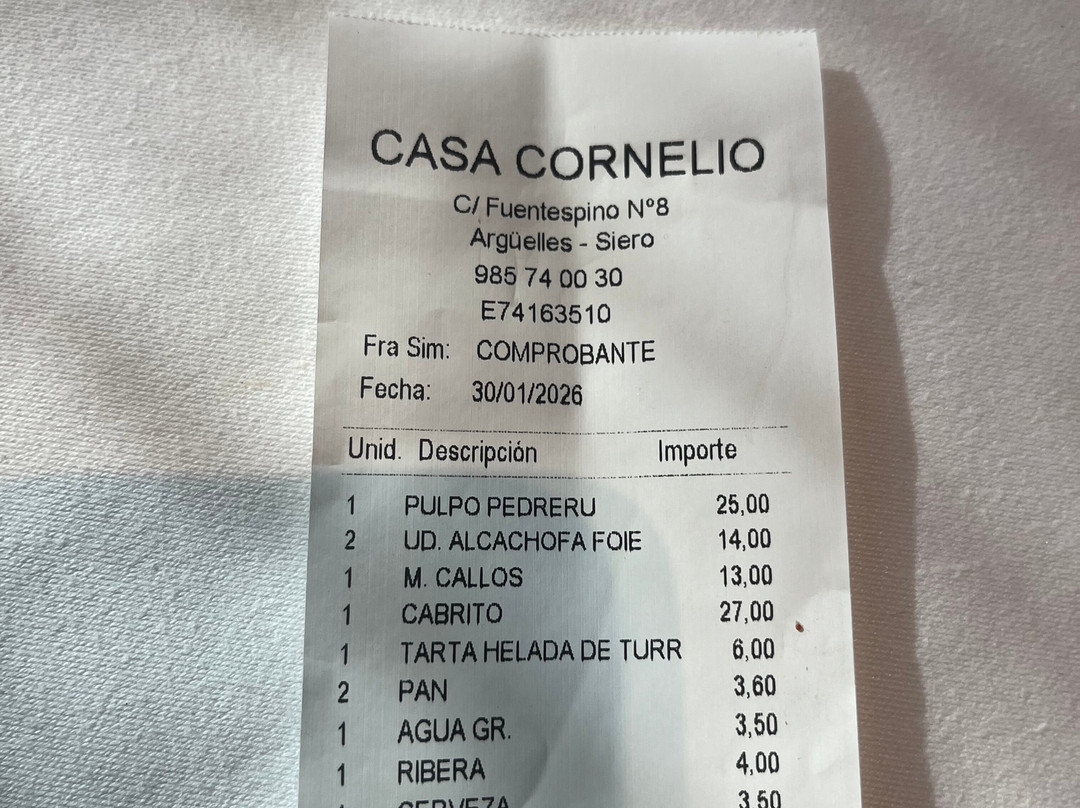 CASA CORNELIO
C/ Fuentespino Nº8
Argüelles - Siero
985 74 00 30
E74163510
Fra Sim: COMPROBANTE
Fecha: 30/01/2026
Unid. Descripción Importe
1 PULPO PEDRERU 25,00
2 UD. ALCACHOFA FOIE 14,00
1 M. CALLOS 13,00
1 CABRITO 27,00
1 TARTA HELADA DE TURR 6,00
2 PAN 3,60
1 AGUA GR. 3,50
1 RIBERA 4,00
1 CERVEZA 3,50